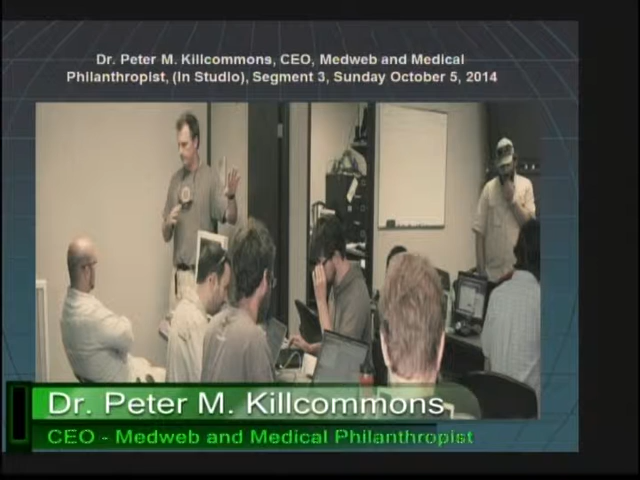 Dr. Peter M. Killcommons, CEO, Medweb and Medical
Philanthropist, (In Studio), Segment 3, Sunday October 5, 2014
Dr. Peter M. Killcommons
CEO - Medweb and Medical Philanthropist